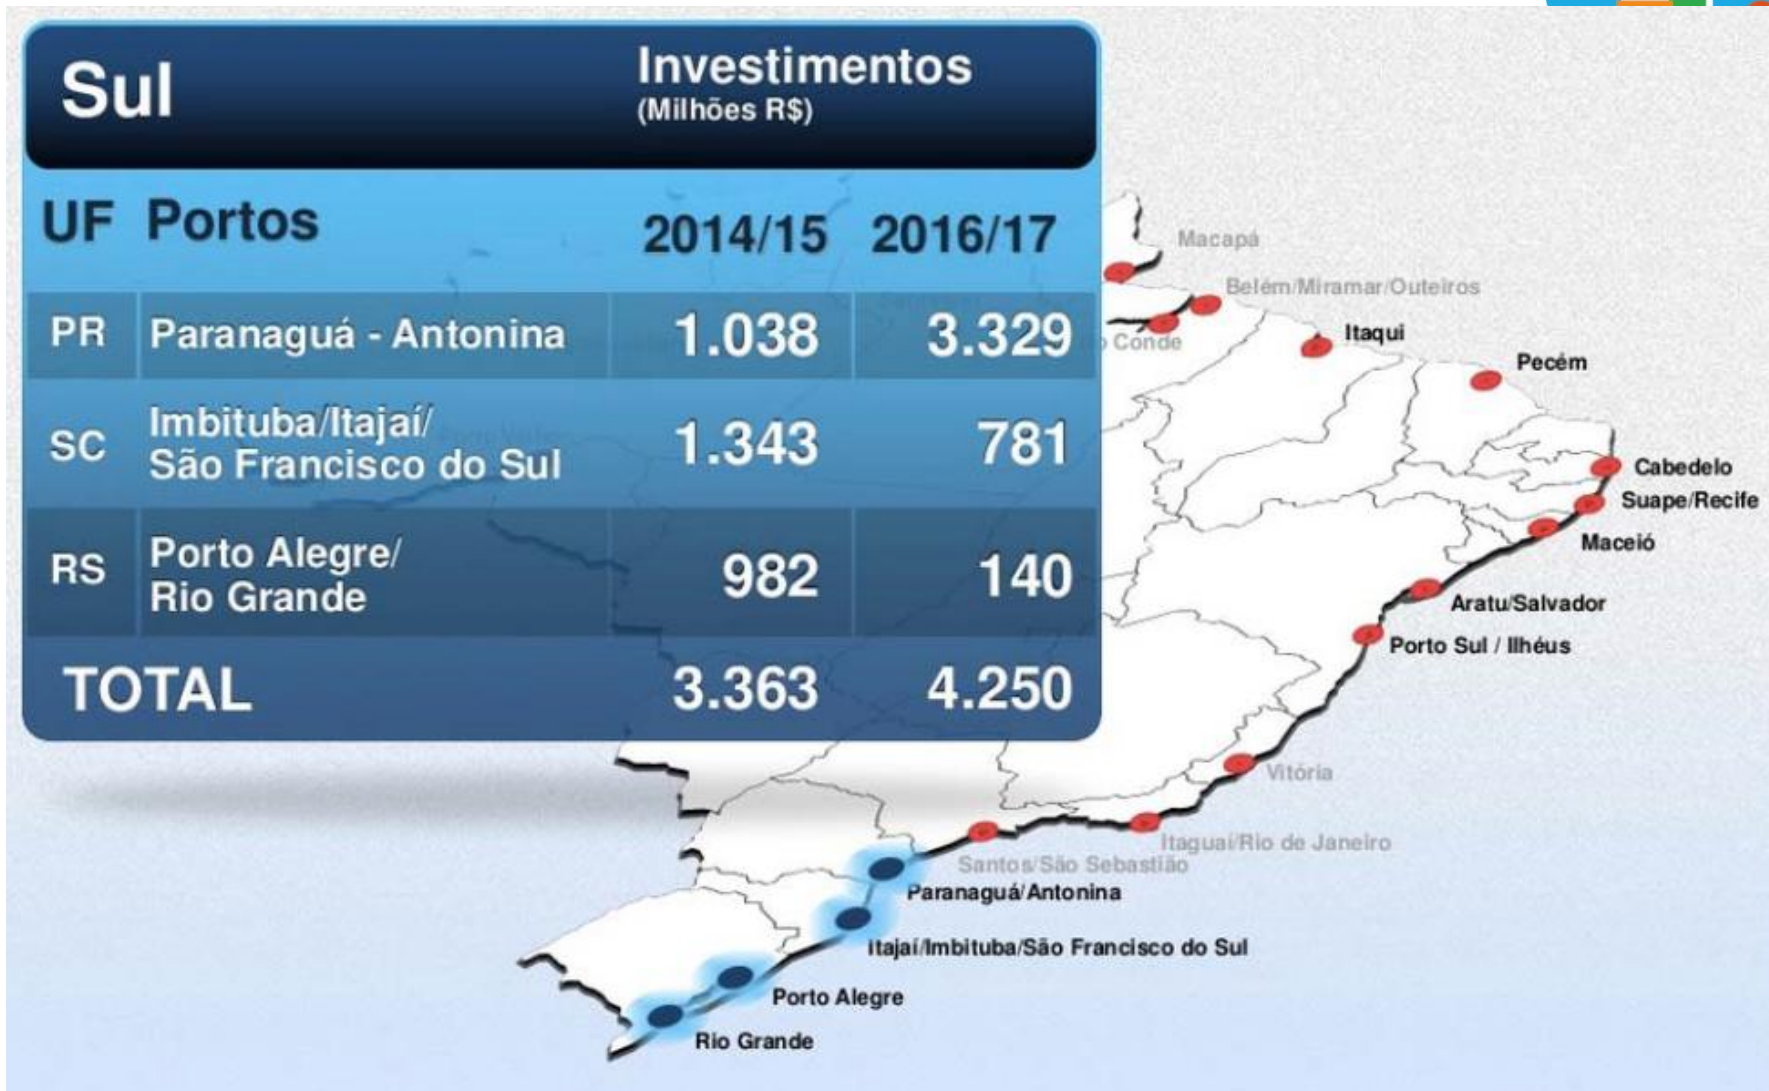 Sul
Investimentos
(Milhões R$)
UF Portos 2014/15 2016/17
PR Paranaguá - Antonina 1.038 3.329
SC Imbituba/Itajaí/
São Francisco do Sul 1.343 781
RS Porto Alegre/
Rio Grande 982 140
TOTAL 3.363 4.250
Macapá
Belém/Miramar/Outeiros
Conde
Itaqui
Pecém
Cabedelo
Suape/Recife
Maceió
Aratu/Salvador
Porto Sul / Ilhéus
Vitória
Itaguaí/Rio de Janeiro
Santos/São Sebastião
Paranaguá/Antonina
Itajaí/Imbituba/São Francisco do Sul
Porto Alegre
Rio Grande